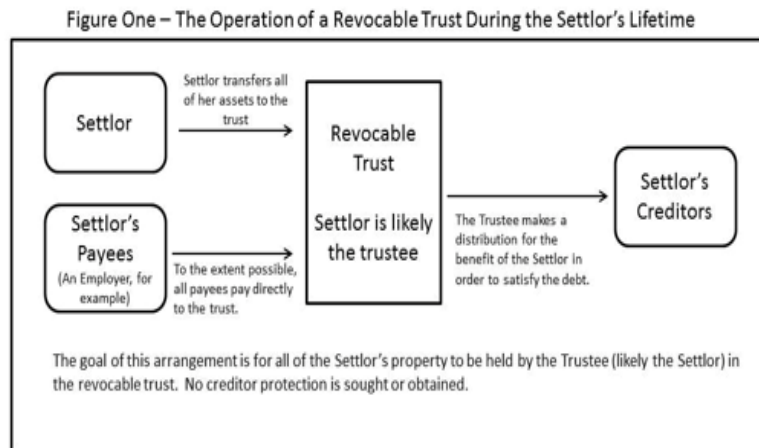 Figure One – The Operation of a Revocable Trust During the Settlor's Lifetime
Settlor
Settlor transfers all
of her assets to the
trust
Settlor's
Payees
(An Employer, for
example)
To the extent possible,
all payees pay directly
to the trust.
Revocable
Trust
Settlor is likely
the trustee
The Trustee makes a
distribution for the
benefit of the Settlor in
order to satisfy the debt.
Settlor's
Creditors
The goal of this arrangement is for all of the Settlor's property to be held by the Trustee (likely the Settlor) in
the revocable trust. No creditor protection is sought or obtained.